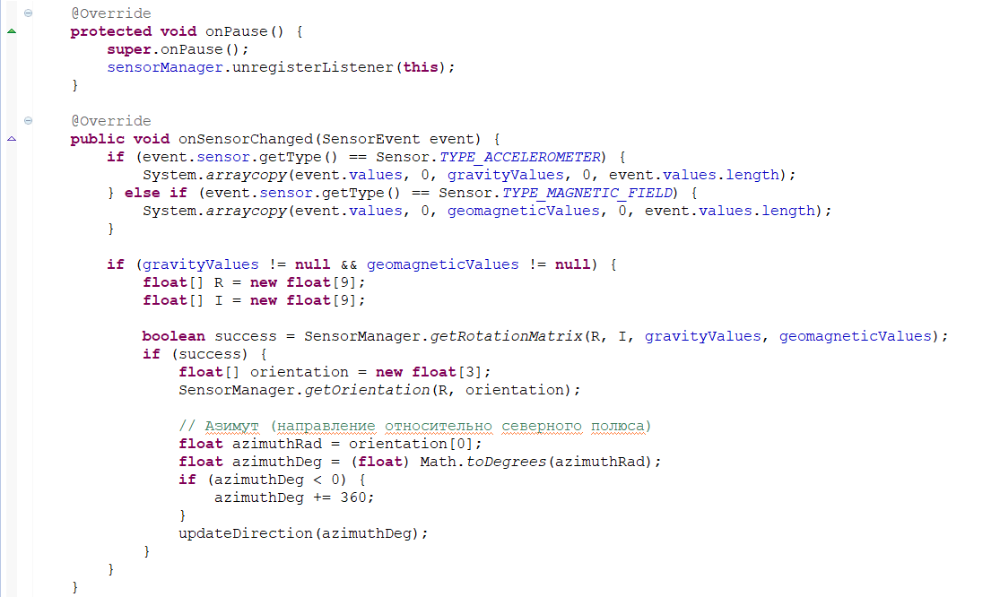 @Override
protected void onPause() {
super.onPause();
sensorManager.unregisterListener(this);
}
@Override
public void onSensorChanged(SensorEvent event) {
if (event.sensor.getType() == Sensor.TYPE_ACCELEROMETER) {
System.arraycopy(event.values, 0, gravityValues, 0, event.values.length);
} else if (event.sensor.getType() == Sensor.TYPE_MAGNETIC_FIELD) {
System.arraycopy(event.values, 0, geomagneticValues, 0, event.values.length);
}
if (gravityValues != null && geomagneticValues != null) {
float[] R = new float[9];
float[] I = new float[9];
boolean success = SensorManager.getRotationMatrix(R, I, gravityValues, geomagneticValues);
if (success) {
float[] orientation = new float[3];
SensorManager.getOrientation(R, orientation);
// Азимут (направление относительно северного полюса)
float azimuthRad = orientation[0];
float azimuthDeg = (float) Math.toDegrees(azimuthRad);
if (azimuthDeg < 0) {
azimuthDeg += 360;
}
updateDirection(azimuthDeg);
}
}
}